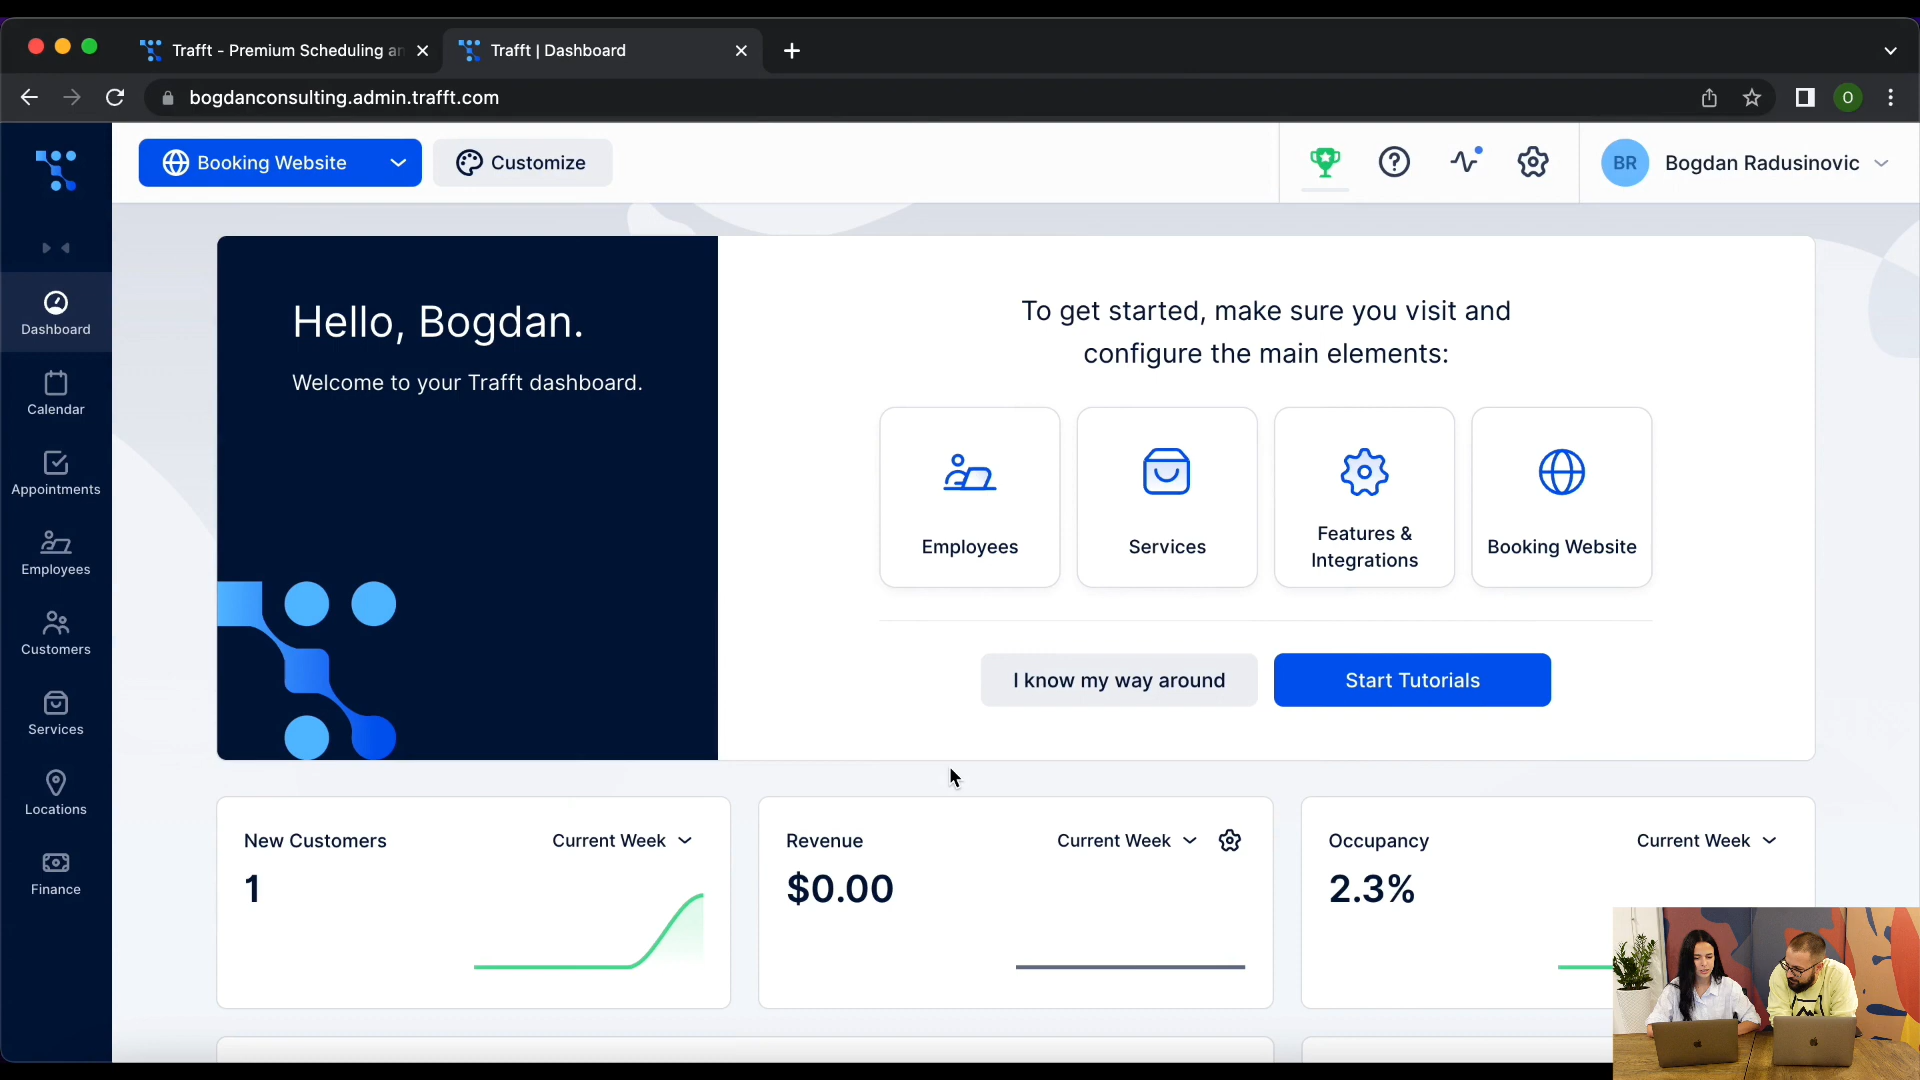 Trafft - Premium Scheduling an
Trafft | Dashboard
bogdanconsulting.admin.trafft.com
O
Booking Website
Customize
BR
Bogdan Radusinovic
Dashboard
Calendar
Appointments
Employees
Customers
Services
Locations
Finance
Hello, Bogdan.
Welcome to your Trafft dashboard.
To get started, make sure you visit and
configure the main elements:
Employees
Services
Features &
Integrations
Booking Website
I know my way around
Start Tutorials
New Customers
Current Week
1
Revenue
Current Week
$0.00
Occupancy
Current Week
2.3%